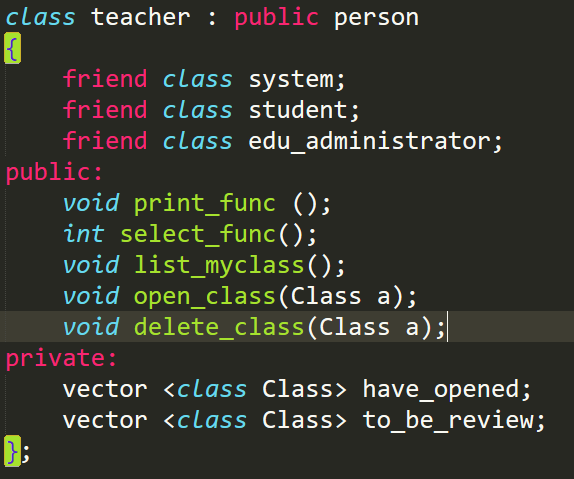 class teacher : public person
{
    friend class system;
    friend class student;
    friend class edu_administrator;
public:
    void print_func ();
    int select_func();
    void list_myclass();
    void open_class(Class a);
    void delete_class(Class a);
private:
    vector <class Class> have_opened;
    vector <class Class> to_be_review;
};